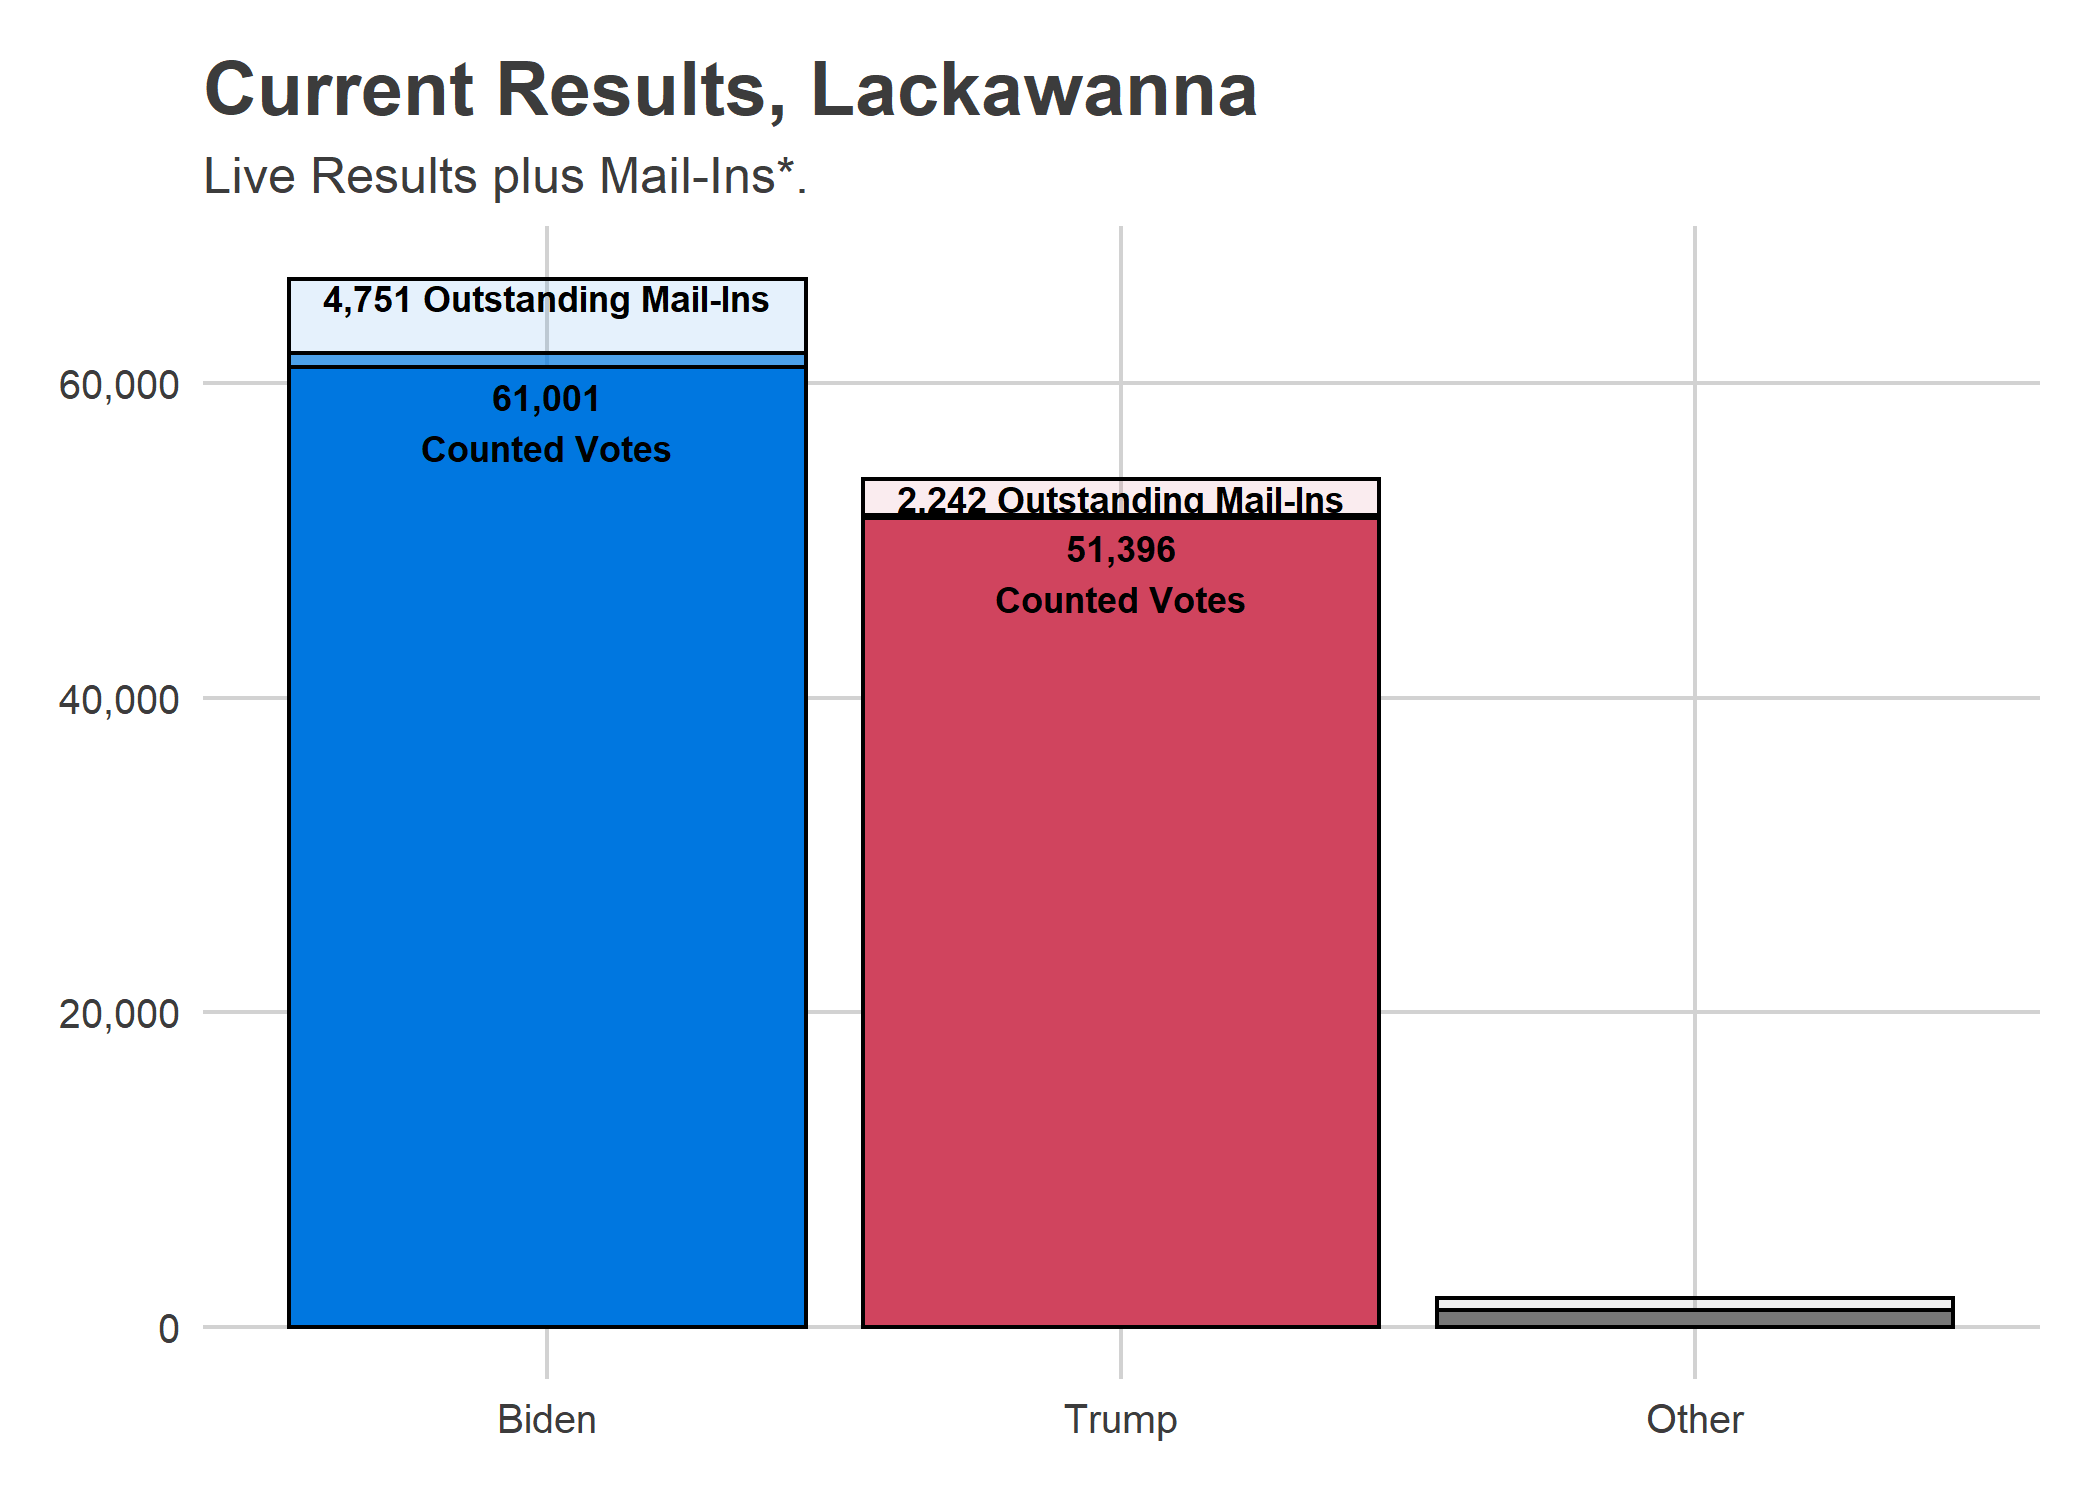 Current Results, Lackawanna
Live Results plus Mail-Ins*.
4,751 Outstanding Mail-Ins
60,000
61,001
Counted Votes
2,242 Outstanding Mail-Ins
51,396
Counted Votes
40,000
20,000
0
Biden
Trump
Other